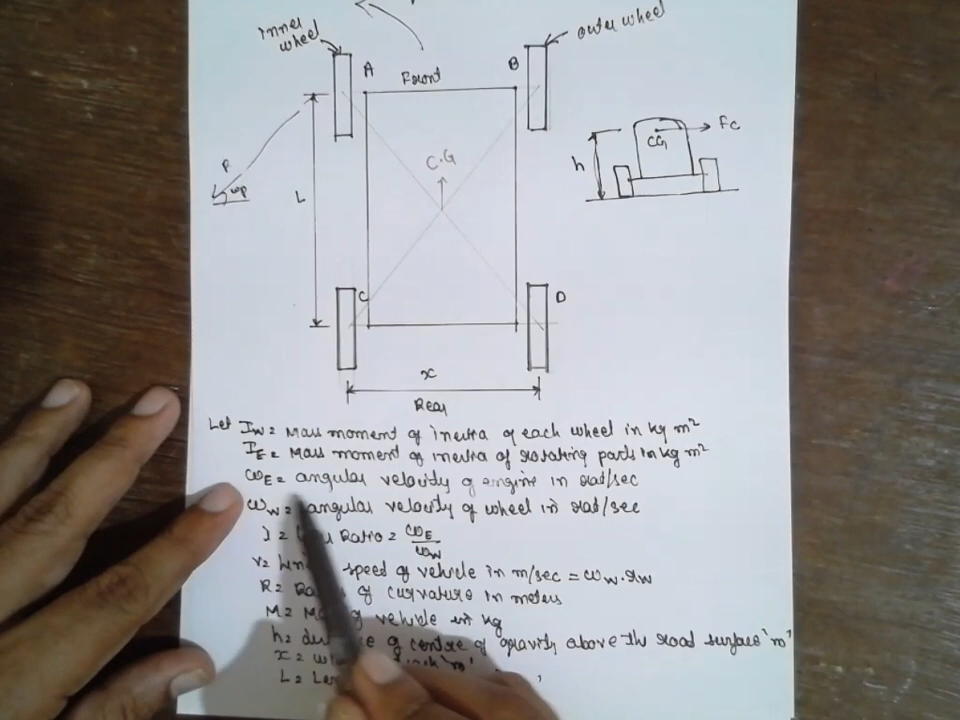 inner wheel
outer wheel
A
Front
B
C.G
h
CG
Fc
R
ωp
L
C
D
x
Rear
Let Iw = Mass moment of inertia of each wheel in kg m²
IE = Mass moment of inertia of rotating parts in kg m²
ωE = angular velocity of engine in rad/sec
ωw = angular velocity of wheel in rad/sec
Ratio = ωE/ωw
v = speed of vehicle in m/sec = ωw.rw
R = of curvature in meters
M = vehicle in kg
h = of centre of gravity above the road surface 'm'
x = 'm'
L =